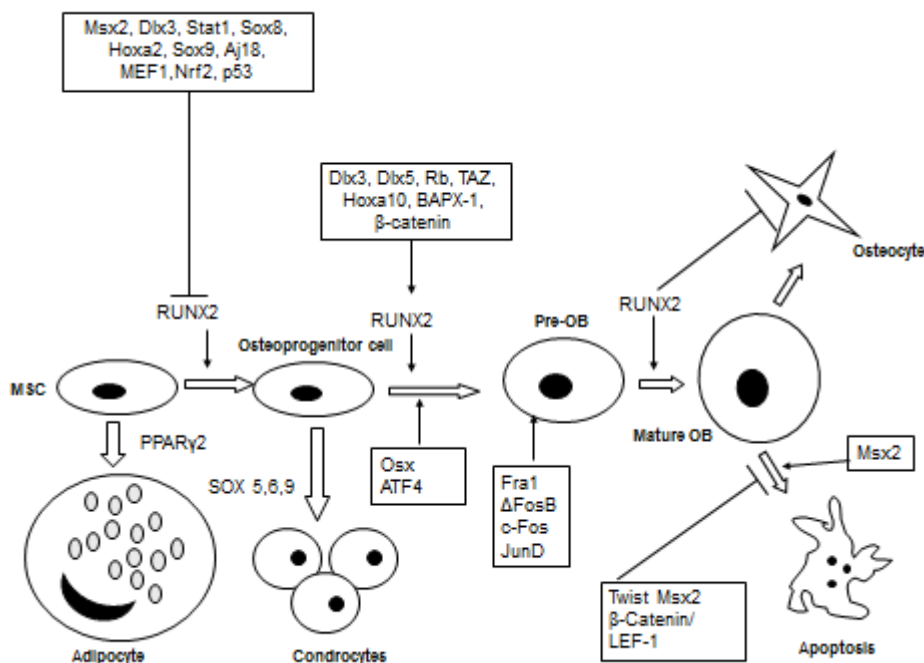 Msx2, Dlx3, Stat1, Sox8,
Hoxa2, Sox9, Aj18,
MEF1,Nrf2, p53
Dlx3, Dlx5, Rb, TAZ,
Hoxa10, BAPX-1,
β-catenin
Osteocyte
RUNX2
RUNX2
RUNX2
Pre-OB
Osteoprogenitor cell
MSC
Mature OB
PPARγ2
Msx2
Osx
ATF4
SOX 5,6,9
Fra1
ΔFosB
c-Fos
JunD
Twist Msx2
β-Catenin/
LEF-1
Adipocyte
Condrocytes
Apoptosis